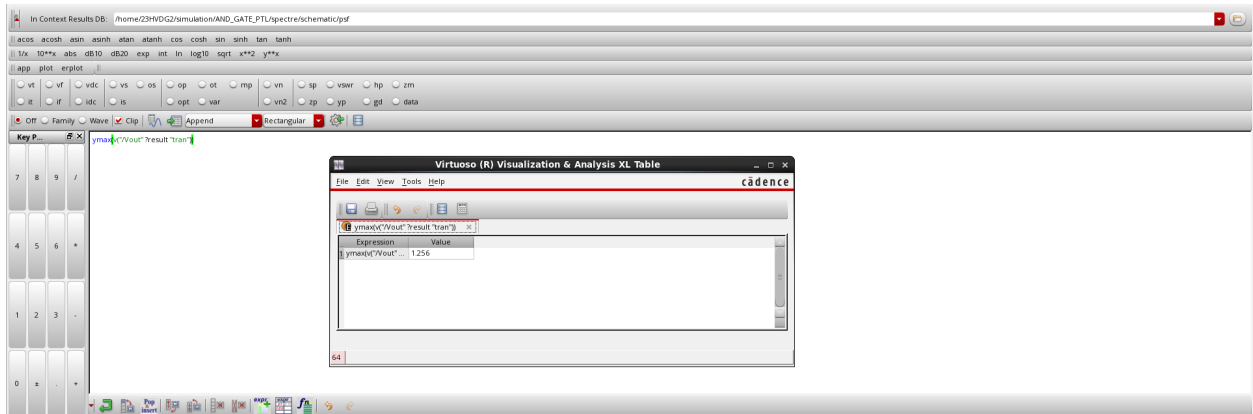 In Context Results DB: /home/23HVDG2/simulation/AND_GATE_PTL/spectre/schematic/psf
acos acosh asin asinh atan atanh cos cosh sin sinh tan tanh
1/x 10**x abs dB10 dB20 exp int ln log10 sqrt x**2 y**x
app plot erplot
vt vf vdc vs os op ot mp vn sp vswr hp zm
it if idc is opt var vn2 zp yp gd data
Off Family Wave Clip Append Rectangular
Key P...
ymax(v("/Vout" ?result "tran"))
7 8 9 /
4 5 6 *
1 2 3 -
0 ± . +
Virtuoso (R) Visualization & Analysis XL Table
File Edit View Tools Help
cādence
ymax(v("/Vout" ?result "tran"))
Expression Value
1 ymax(v("/Vout" ... 1.256
64
Pop
insert
expr
expr
fn